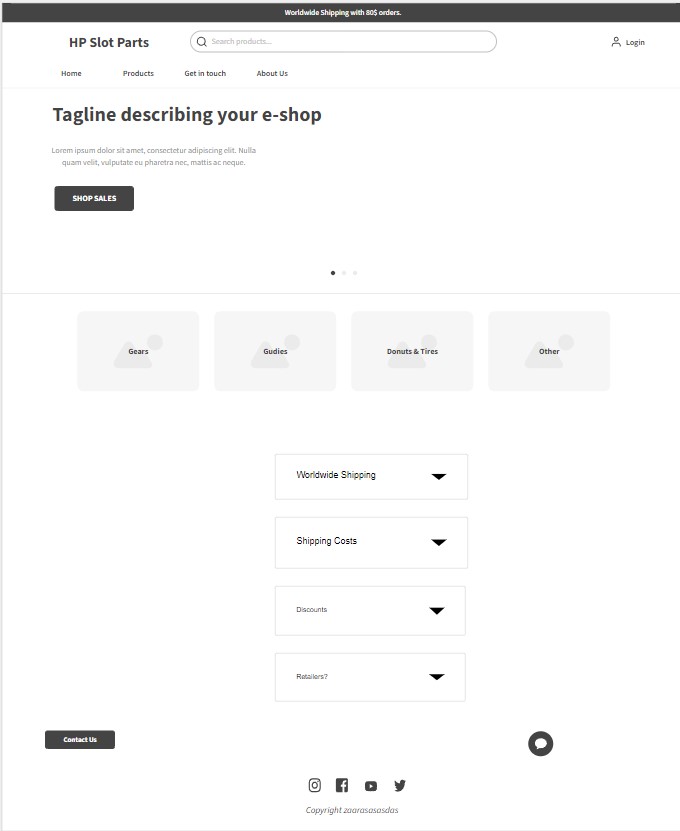 Worldwide Shipping with 80$ orders.
HP Slot Parts
Search products...
Login
Home
Products
Get in touch
About Us
Tagline describing your e-shop
Lorem ipsum dolor sit amet, consectetur adipiscing elit. Nulla
quam velit, vulputate eu pharetra nec, mattis ac neque.
SHOP SALES
Gears
Gudies
Donuts & Tires
Other
Worldwide Shipping
Shipping Costs
Discounts
Retailers?
Contact Us
Copyright zaarasasasdas